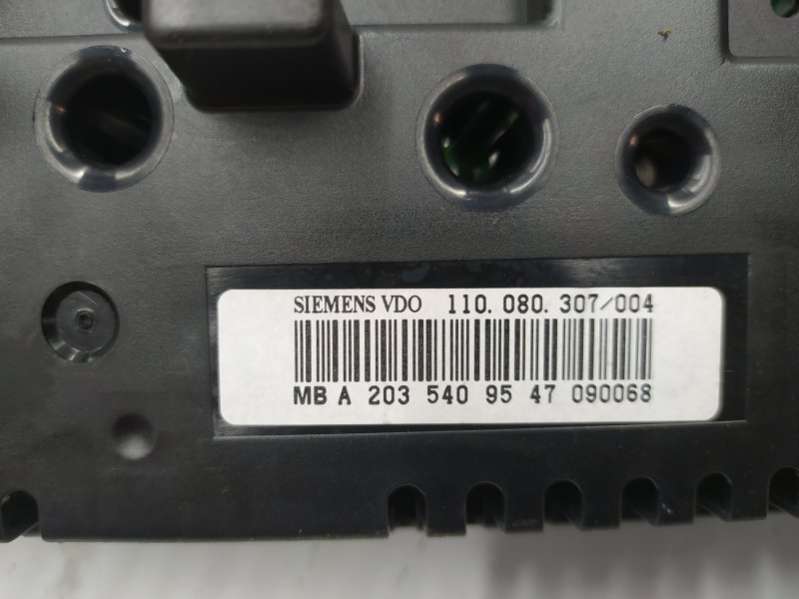 SIEMENS VDO 110.080.307/004
MB A 203 540 95 47 090068